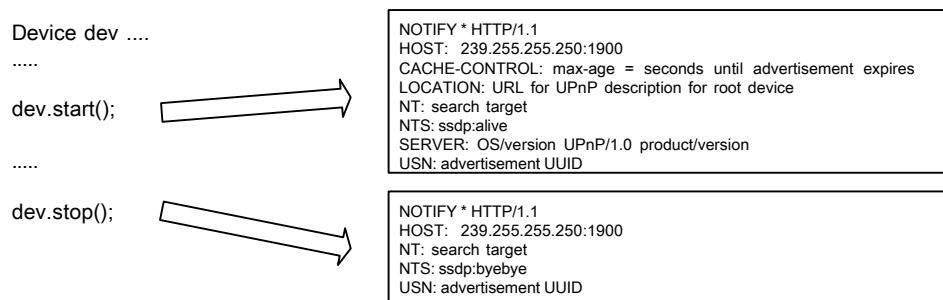 Device dev ....
.....
dev.start();
.....
dev.stop();
NOTIFY * HTTP/1.1
HOST: 239.255.255.250:1900
CACHE-CONTROL: max-age = seconds until advertisement expires
LOCATION: URL for UPnP description for root device
NT: search target
NTS: ssdp:alive
SERVER: OS/version UPnP/1.0 product/version
USN: advertisement UUID
NOTIFY * HTTP/1.1
HOST: 239.255.255.250:1900
NT: search target
NTS: ssdp:byebye
USN: advertisement UUID